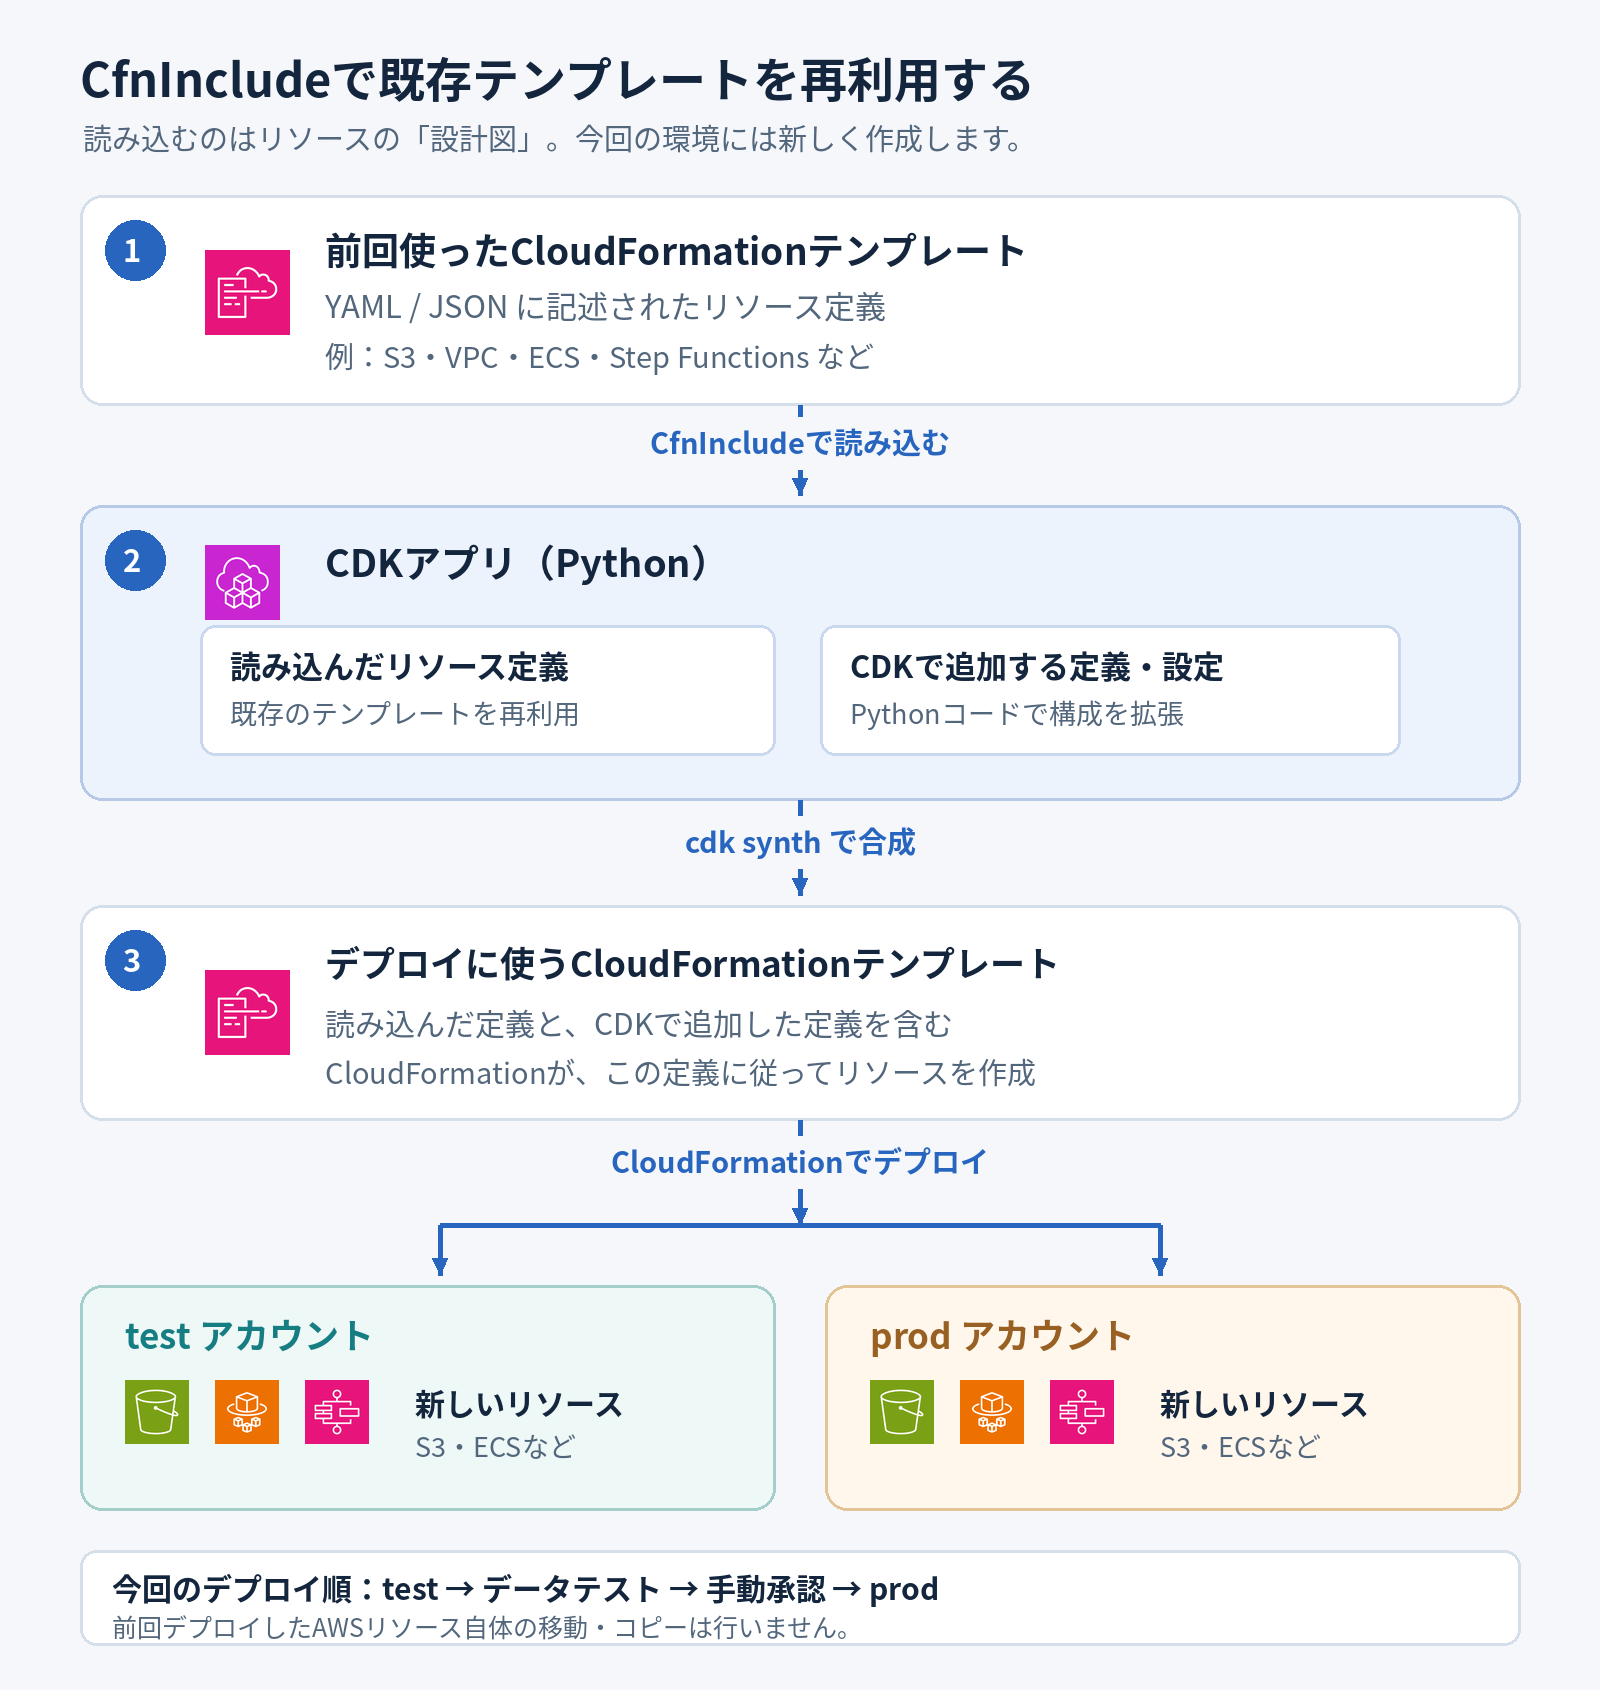 CfnIncludeで既存テンプレートを再利用する
読み込むのはリソースの「設計図」。今回の環境には新しく作成します。
1
前回使ったCloudFormationテンプレート
YAML / JSON に記述されたリソース定義
例：S3・VPC・ECS・Step Functions など
CfnIncludeで読み込む
2
CDKアプリ（Python）
読み込んだリソース定義
既存のテンプレートを再利用
CDKで追加する定義・設定
Pythonコードで構成を拡張
cdk synth で合成
3
デプロイに使うCloudFormationテンプレート
読み込んだ定義と、CDKで追加した定義を含む
CloudFormationが、この定義に従ってリソースを作成
CloudFormationでデプロイ
test アカウント
新しいリソース
S3・ECSなど
prod アカウント
新しいリソース
S3・ECSなど
今回のデプロイ順：test → データテスト → 手動承認 → prod
前回デプロイしたAWSリソース自体の移動・コピーは行いません。